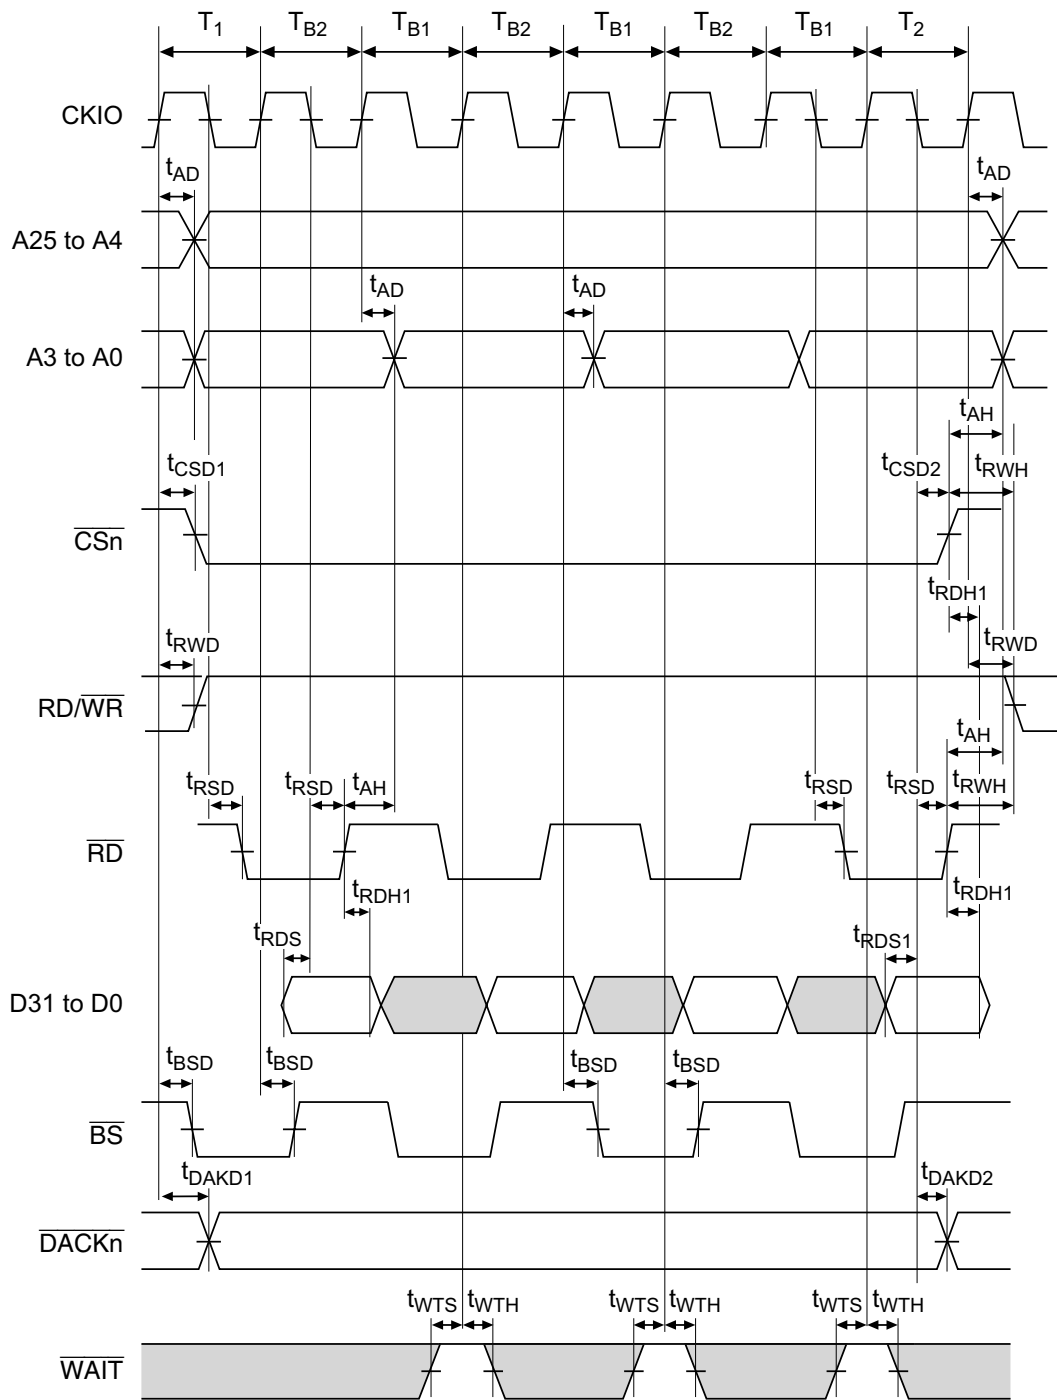 T1 TB2 TB1 TB2 TB1 TB2 TB1 T2
CKIO
tAD tAD
A25 to A4
tAD tAD
A3 to A0
tAH
tCSD1 tCSD2 tRWH
CSn
tRDH1
tRWD tRWD
RD/WR
tAH
tRSD tRSD tAH tRSD tRSD tRWH
RD
tRDH1 tRDH1
tRDS tRDS1
D31 to D0
tBSD tBSD tBSD tBSD
BS
tDAKD1 tDAKD2
DACKn
tWTS tWTH tWTS tWTH tWTS tWTH
WAIT